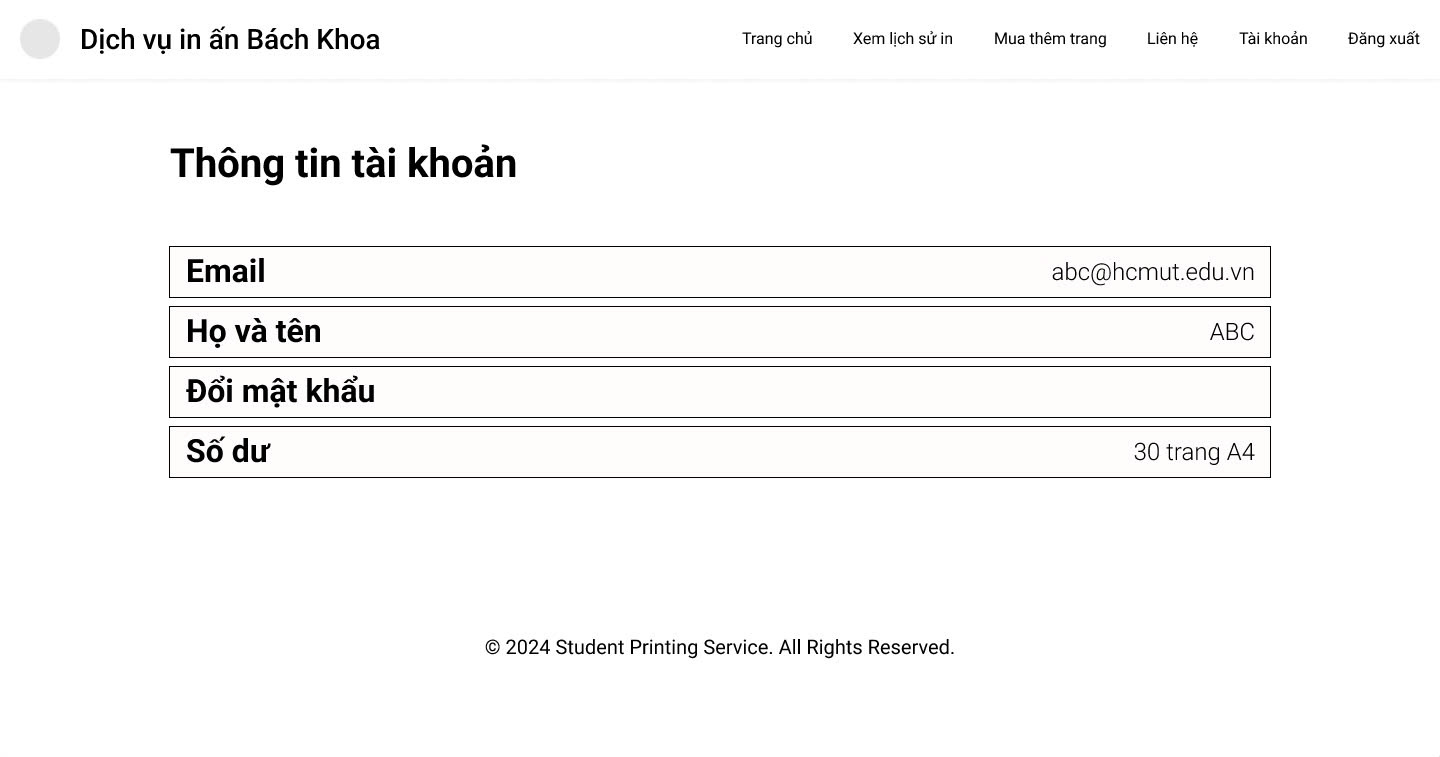 Dịch vụ in ấn Bách Khoa
Trang chủ
Xem lịch sử in
Mua thêm trang
Liên hệ
Tài khoản
Đăng xuất
Thông tin tài khoản
Email abc@hcmut.edu.vn
Họ và tên ABC
Đổi mật khẩu
Số dư 30 trang A4
© 2024 Student Printing Service. All Rights Reserved.